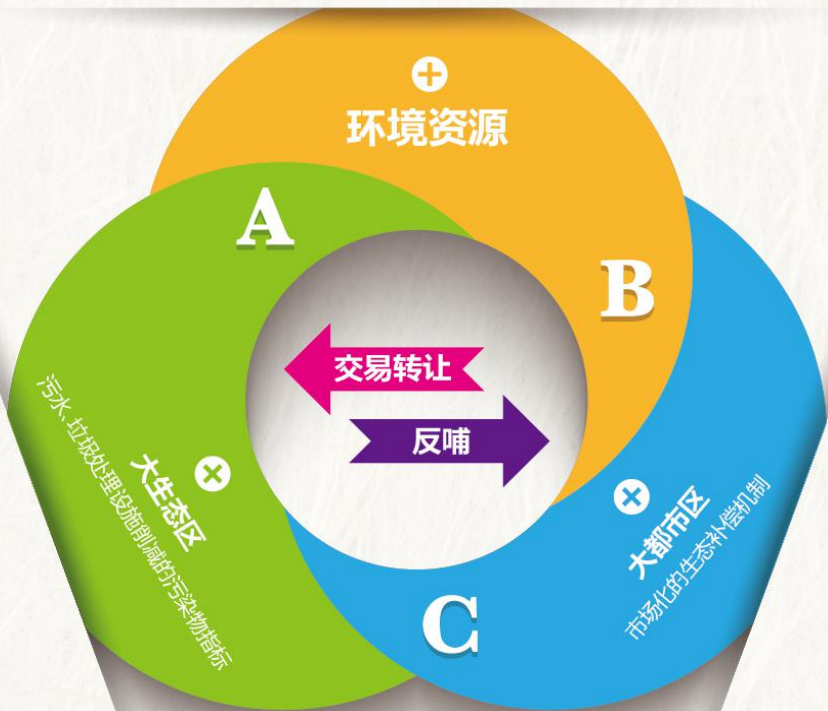 环境资源
A
B
交易转让
反哺
大生态区
污水、垃圾处理设施削减的污染物指标
大都市区
市场化的生态补偿机制
C